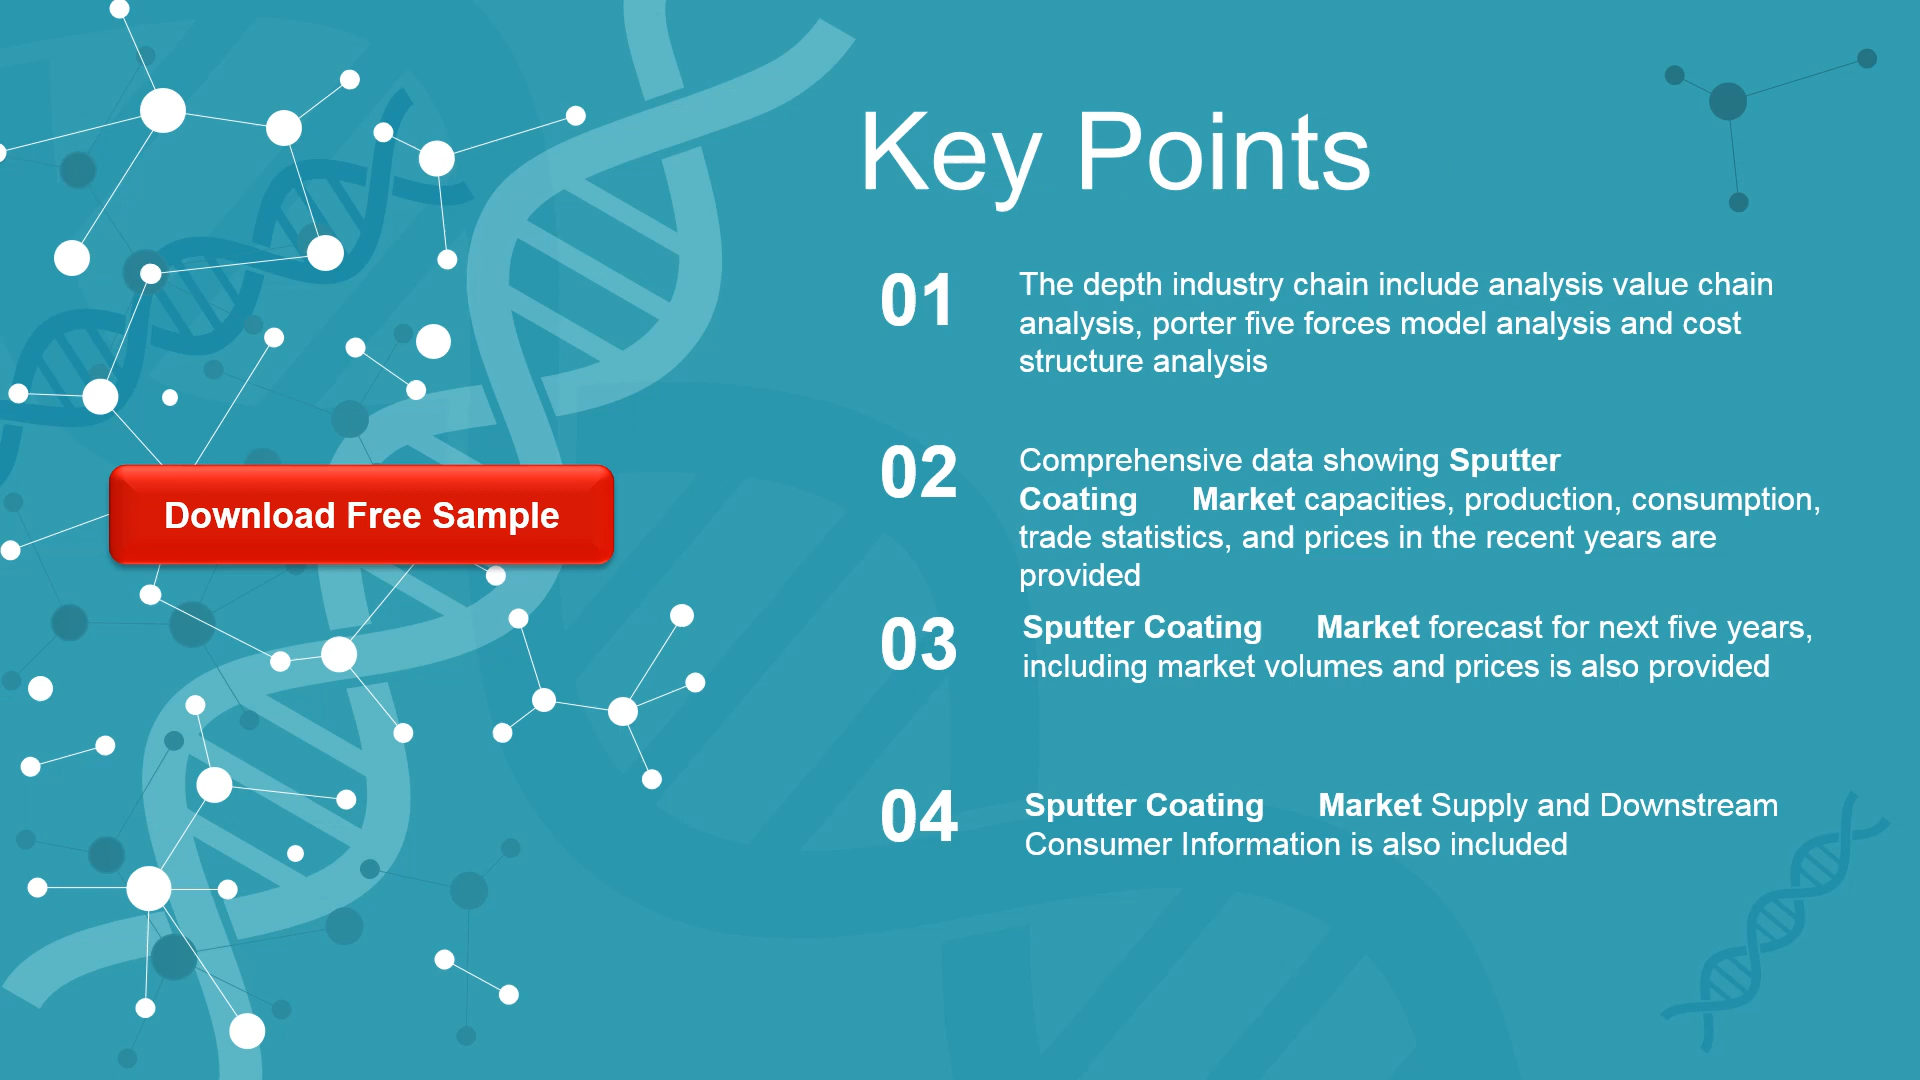 Key Points
01
The depth industry chain include analysis value chain
analysis, porter five forces model analysis and cost
structure analysis
02
Comprehensive data showing Sputter
Coating Market capacities, production, consumption,
trade statistics, and prices in the recent years are
provided
Download Free Sample
03
Sputter Coating Market forecast for next five years,
including market volumes and prices is also provided
04
Sputter Coating Market Supply and Downstream
Consumer Information is also included